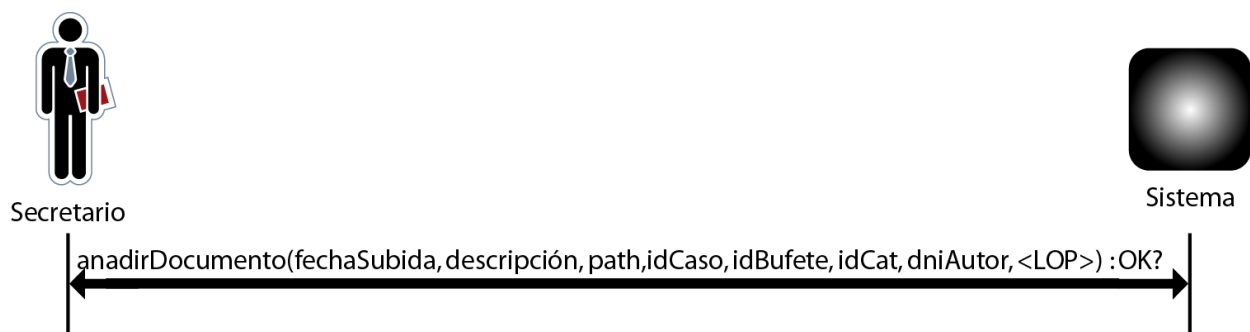 Secretario
Sistema
anadirDocumento(fechaSubida, descripción, path,idCaso, idBufete, idCat, dniAutor, <LOP>) :OK?